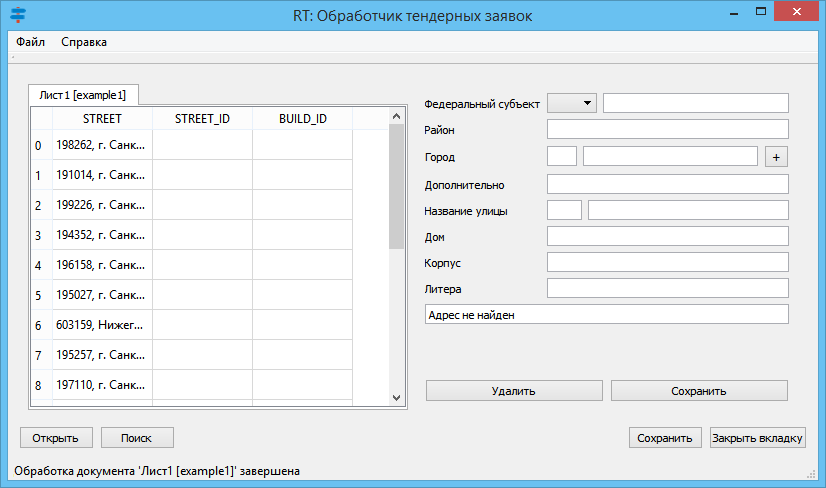 RT: Обработчик тендерных заявок
Файл Справка
Лист1 [example1]
STREET STREET_ID BUILD_ID
0 198262, г. Санк...
1 191014, г. Санк...
2 199226, г. Санк...
3 194352, г. Санк...
4 196158, г. Санк...
5 195027, г. Санк...
6 603159, Нижег...
7 195257, г. Санк...
8 197110, г. Санк...
Федеральный субъект
Район
Город +
Дополнительно
Название улицы
Дом
Корпус
Литера
Адрес не найден
Удалить Сохранить
Открыть Поиск Сохранить Закрыть вкладку
Обработка документа 'Лист1 [example1]' завершена